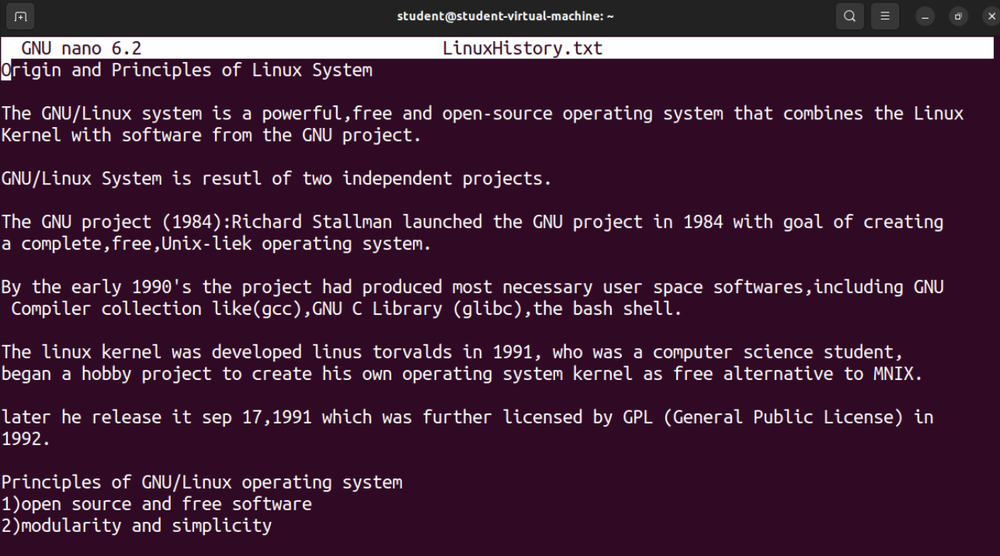 student@student-virtual-machine: ~
GNU nano 6.2 LinuxHistory.txt
Origin and Principles of Linux System
The GNU/Linux system is a powerful,free and open-source operating system that combines the Linux
Kernel with software from the GNU project.
GNU/Linux System is resutl of two independent projects.
The GNU project (1984):Richard Stallman launched the GNU project in 1984 with goal of creating
a complete,free,Unix-liek operating system.
By the early 1990's the project had produced most necessary user space softwares,including GNU
Compiler collection like(gcc),GNU C Library (glibc),the bash shell.
The linux kernel was developed linus torvalds in 1991, who was a computer science student,
began a hobby project to create his own operating system kernel as free alternative to MNIX.
later he release it sep 17,1991 which was further licensed by GPL (General Public License) in
1992.
Principles of GNU/Linux operating system
1)open source and free software
2)modularity and simplicity